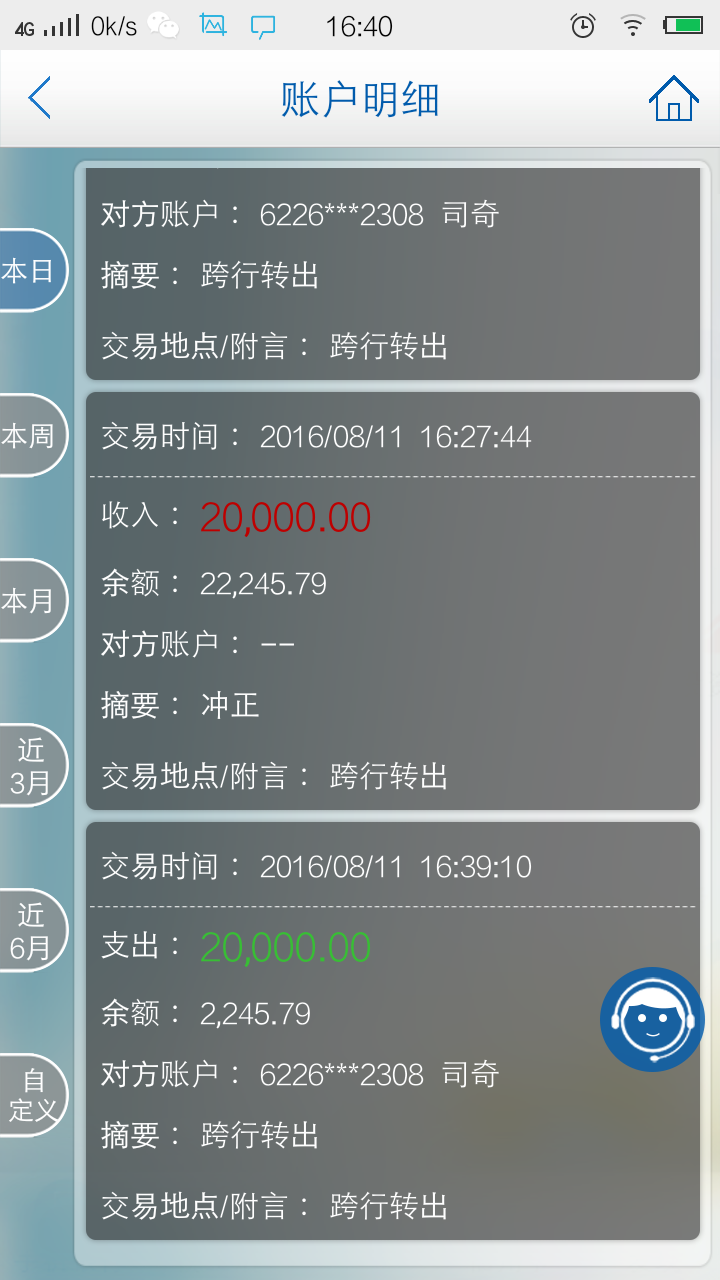 4G 0k/s 16:40
账户明细
对方账户： 6226***2308 司奇
摘要： 跨行转出
交易地点/附言： 跨行转出
交易时间： 2016/08/11 16:27:44
收入： 20,000.00
余额： 22,245.79
对方账户： --
摘要： 冲正
交易地点/附言： 跨行转出
交易时间： 2016/08/11 16:39:10
支出： 20,000.00
余额： 2,245.79
对方账户： 6226***2308 司奇
摘要： 跨行转出
交易地点/附言： 跨行转出
本日
本周
本月
近
3月
近
6月
自
定义